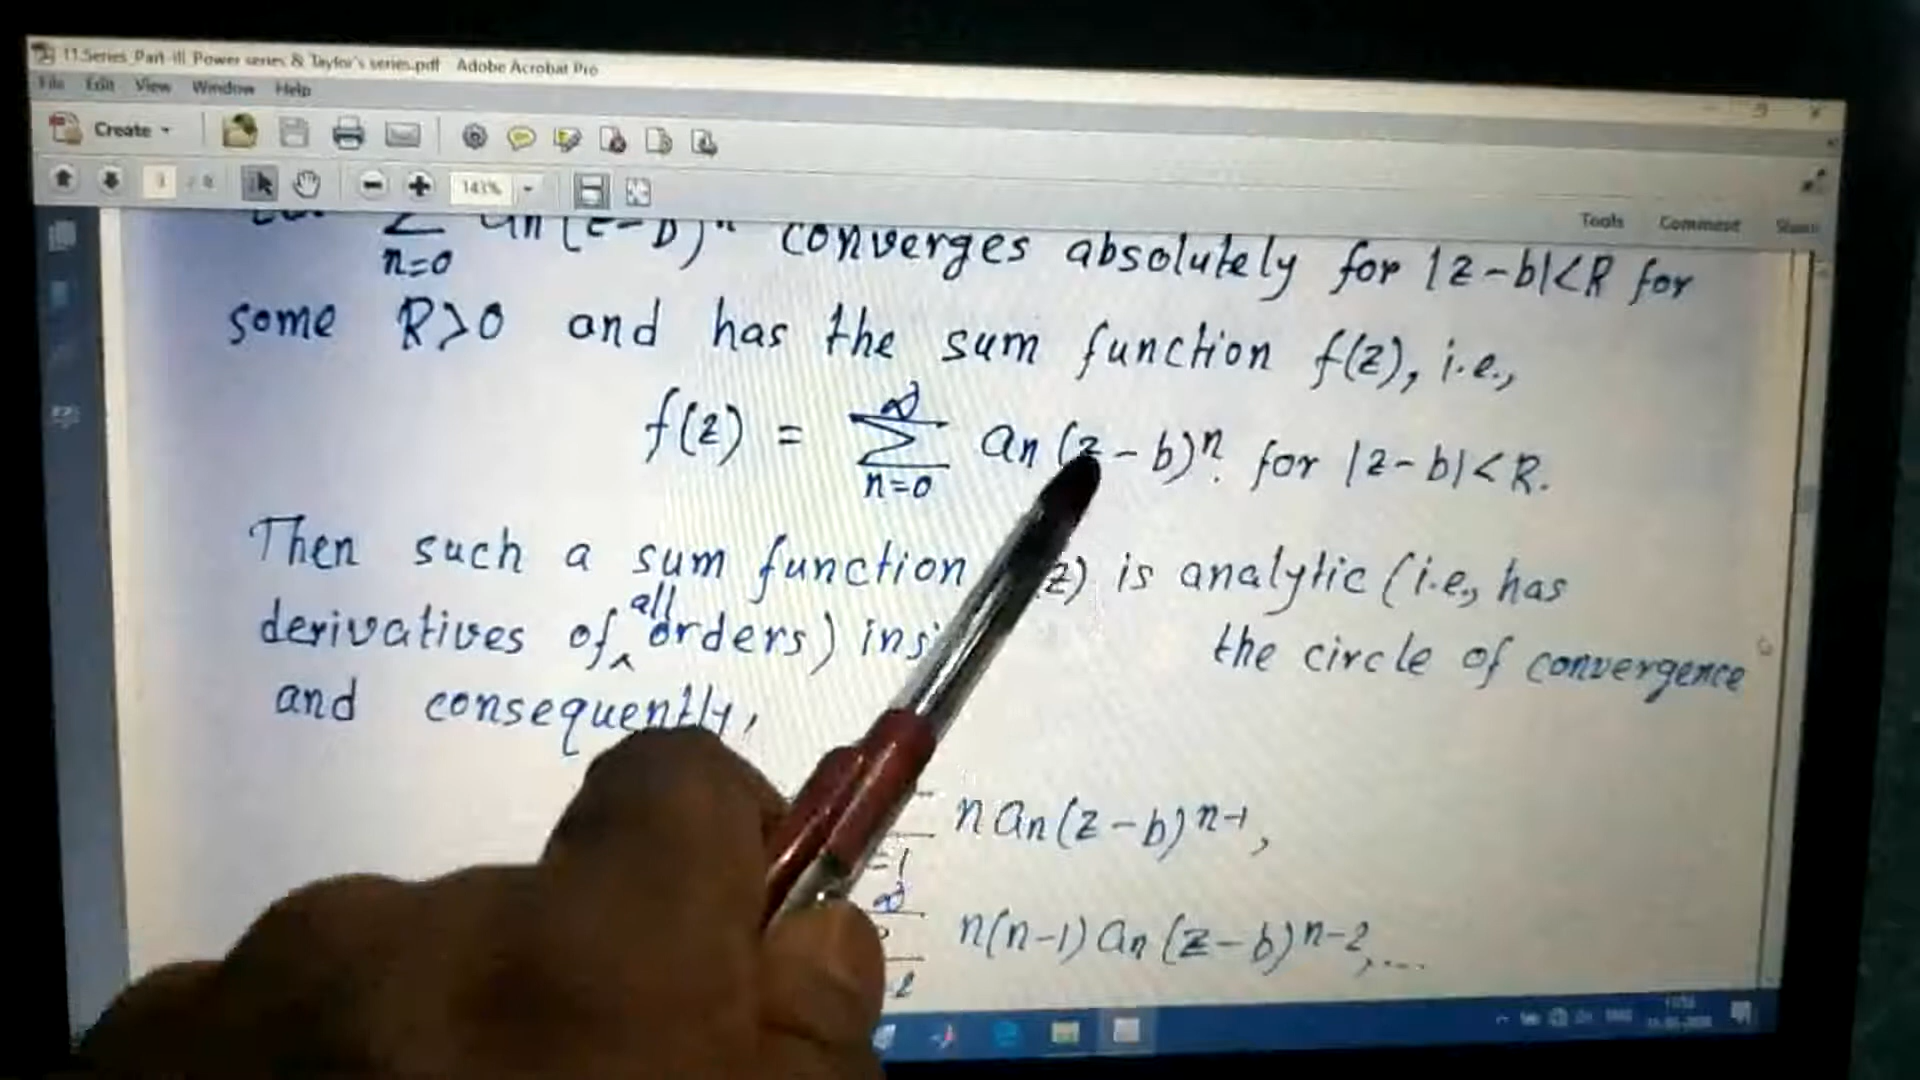 11.Series_Part-III_Power series & Taylor's series.pdf Adobe Acrobat Pro
File Edit View Window Help
Create
143%
Tools Comment Share
∑ an(z-b)^n converges absolutely for |z-b|<R for
n=0
some R>0 and has the sum function f(z), i.e.,
f(z) = ∑_{n=0}^{∞} an(z-b)^n for |z-b|<R.
Then such a sum function z) is analytic (i.e., has
derivatives of all orders) ins the circle of convergence
and consequently,
=1 n an(z-b)^{n-1},
∞ n(n-1) an(z-b)^{n-2},....